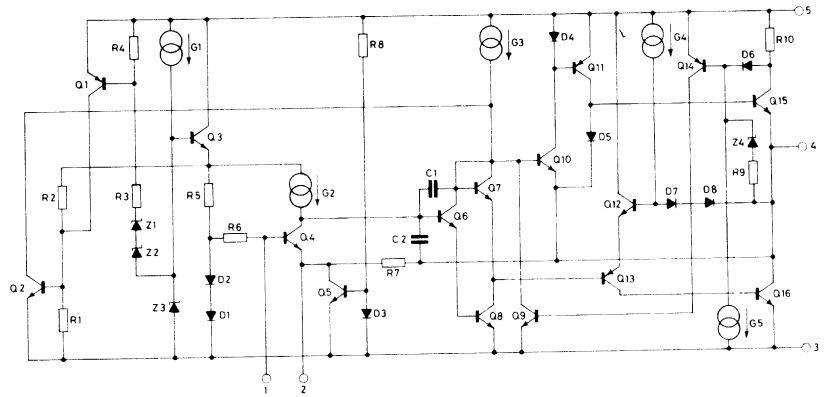 5
R4
G1
G3
D4
G4
R10
R8
Q11
Q14
D6
Q1
Q15
Q3
D5
Z4
4
R2
R3
R5
G2
C1
Q10
R9
Q7
Q6
Z1
R6
Q12
D7
D8
Q4
C2
Z2
R7
D2
Q13
Q2
Q5
Q16
Z3
D3
Q8
Q9
G5
R1
D1
3
1
2